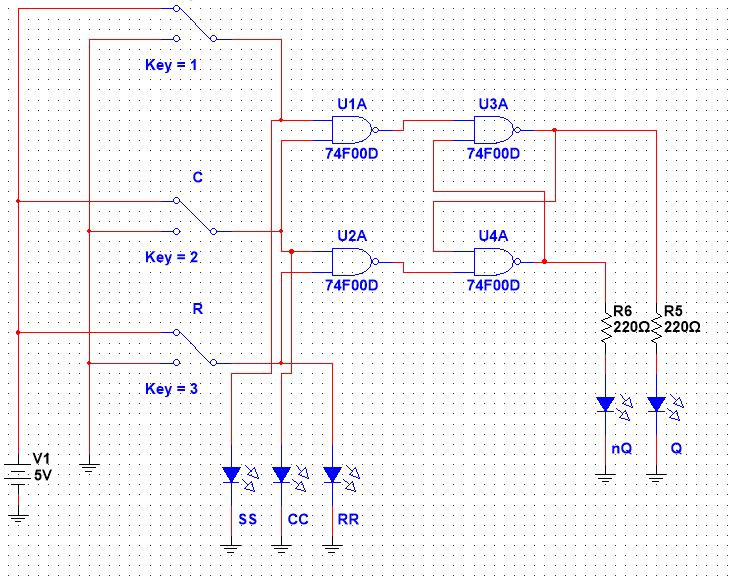 Key = 1
U1A
U3A
74F00D
74F00D
C
Key = 2
U2A
U4A
74F00D
74F00D
R
Key = 3
R6
220Ω
R5
220Ω
nQ
Q
V1
5V
SS
CC
RR